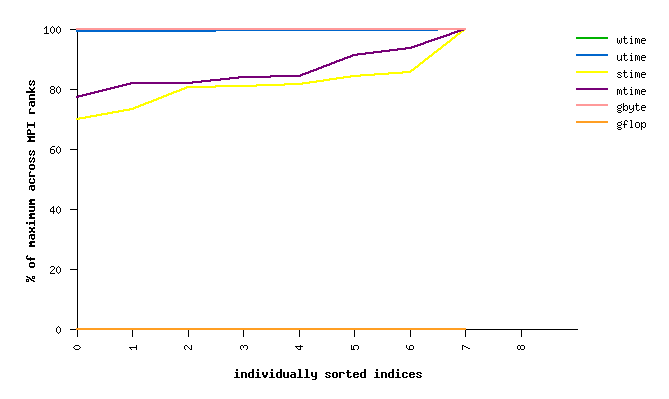 100
80
60
40
20
0
% of maximum across MPI ranks
0 1 2 3 4 5 6 7 8
individually sorted indices
wtime
utime
stime
mtime
gbyte
gflop